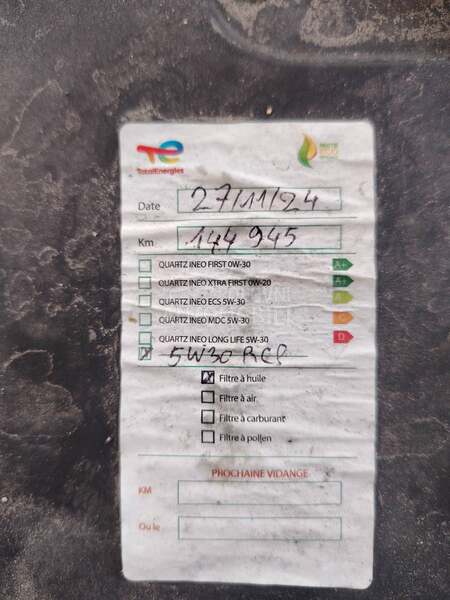 TotalEnergies
Date 27/11/24
Km 144 945
QUARTZ INEO FIRST 0W-30 A+
QUARTZ INEO XTRA FIRST 0W-20 A+
QUARTZ INEO ECS 5W-30
QUARTZ INEO MDC 5W-30 C
QUARTZ INEO LONG LIFE 5W-30 D
5W30 RCP
Filtre à huile
Filtre à air
Filtre à carburant
Filtre à pollen
PROCHAINE VIDANGE
KM
Ou le